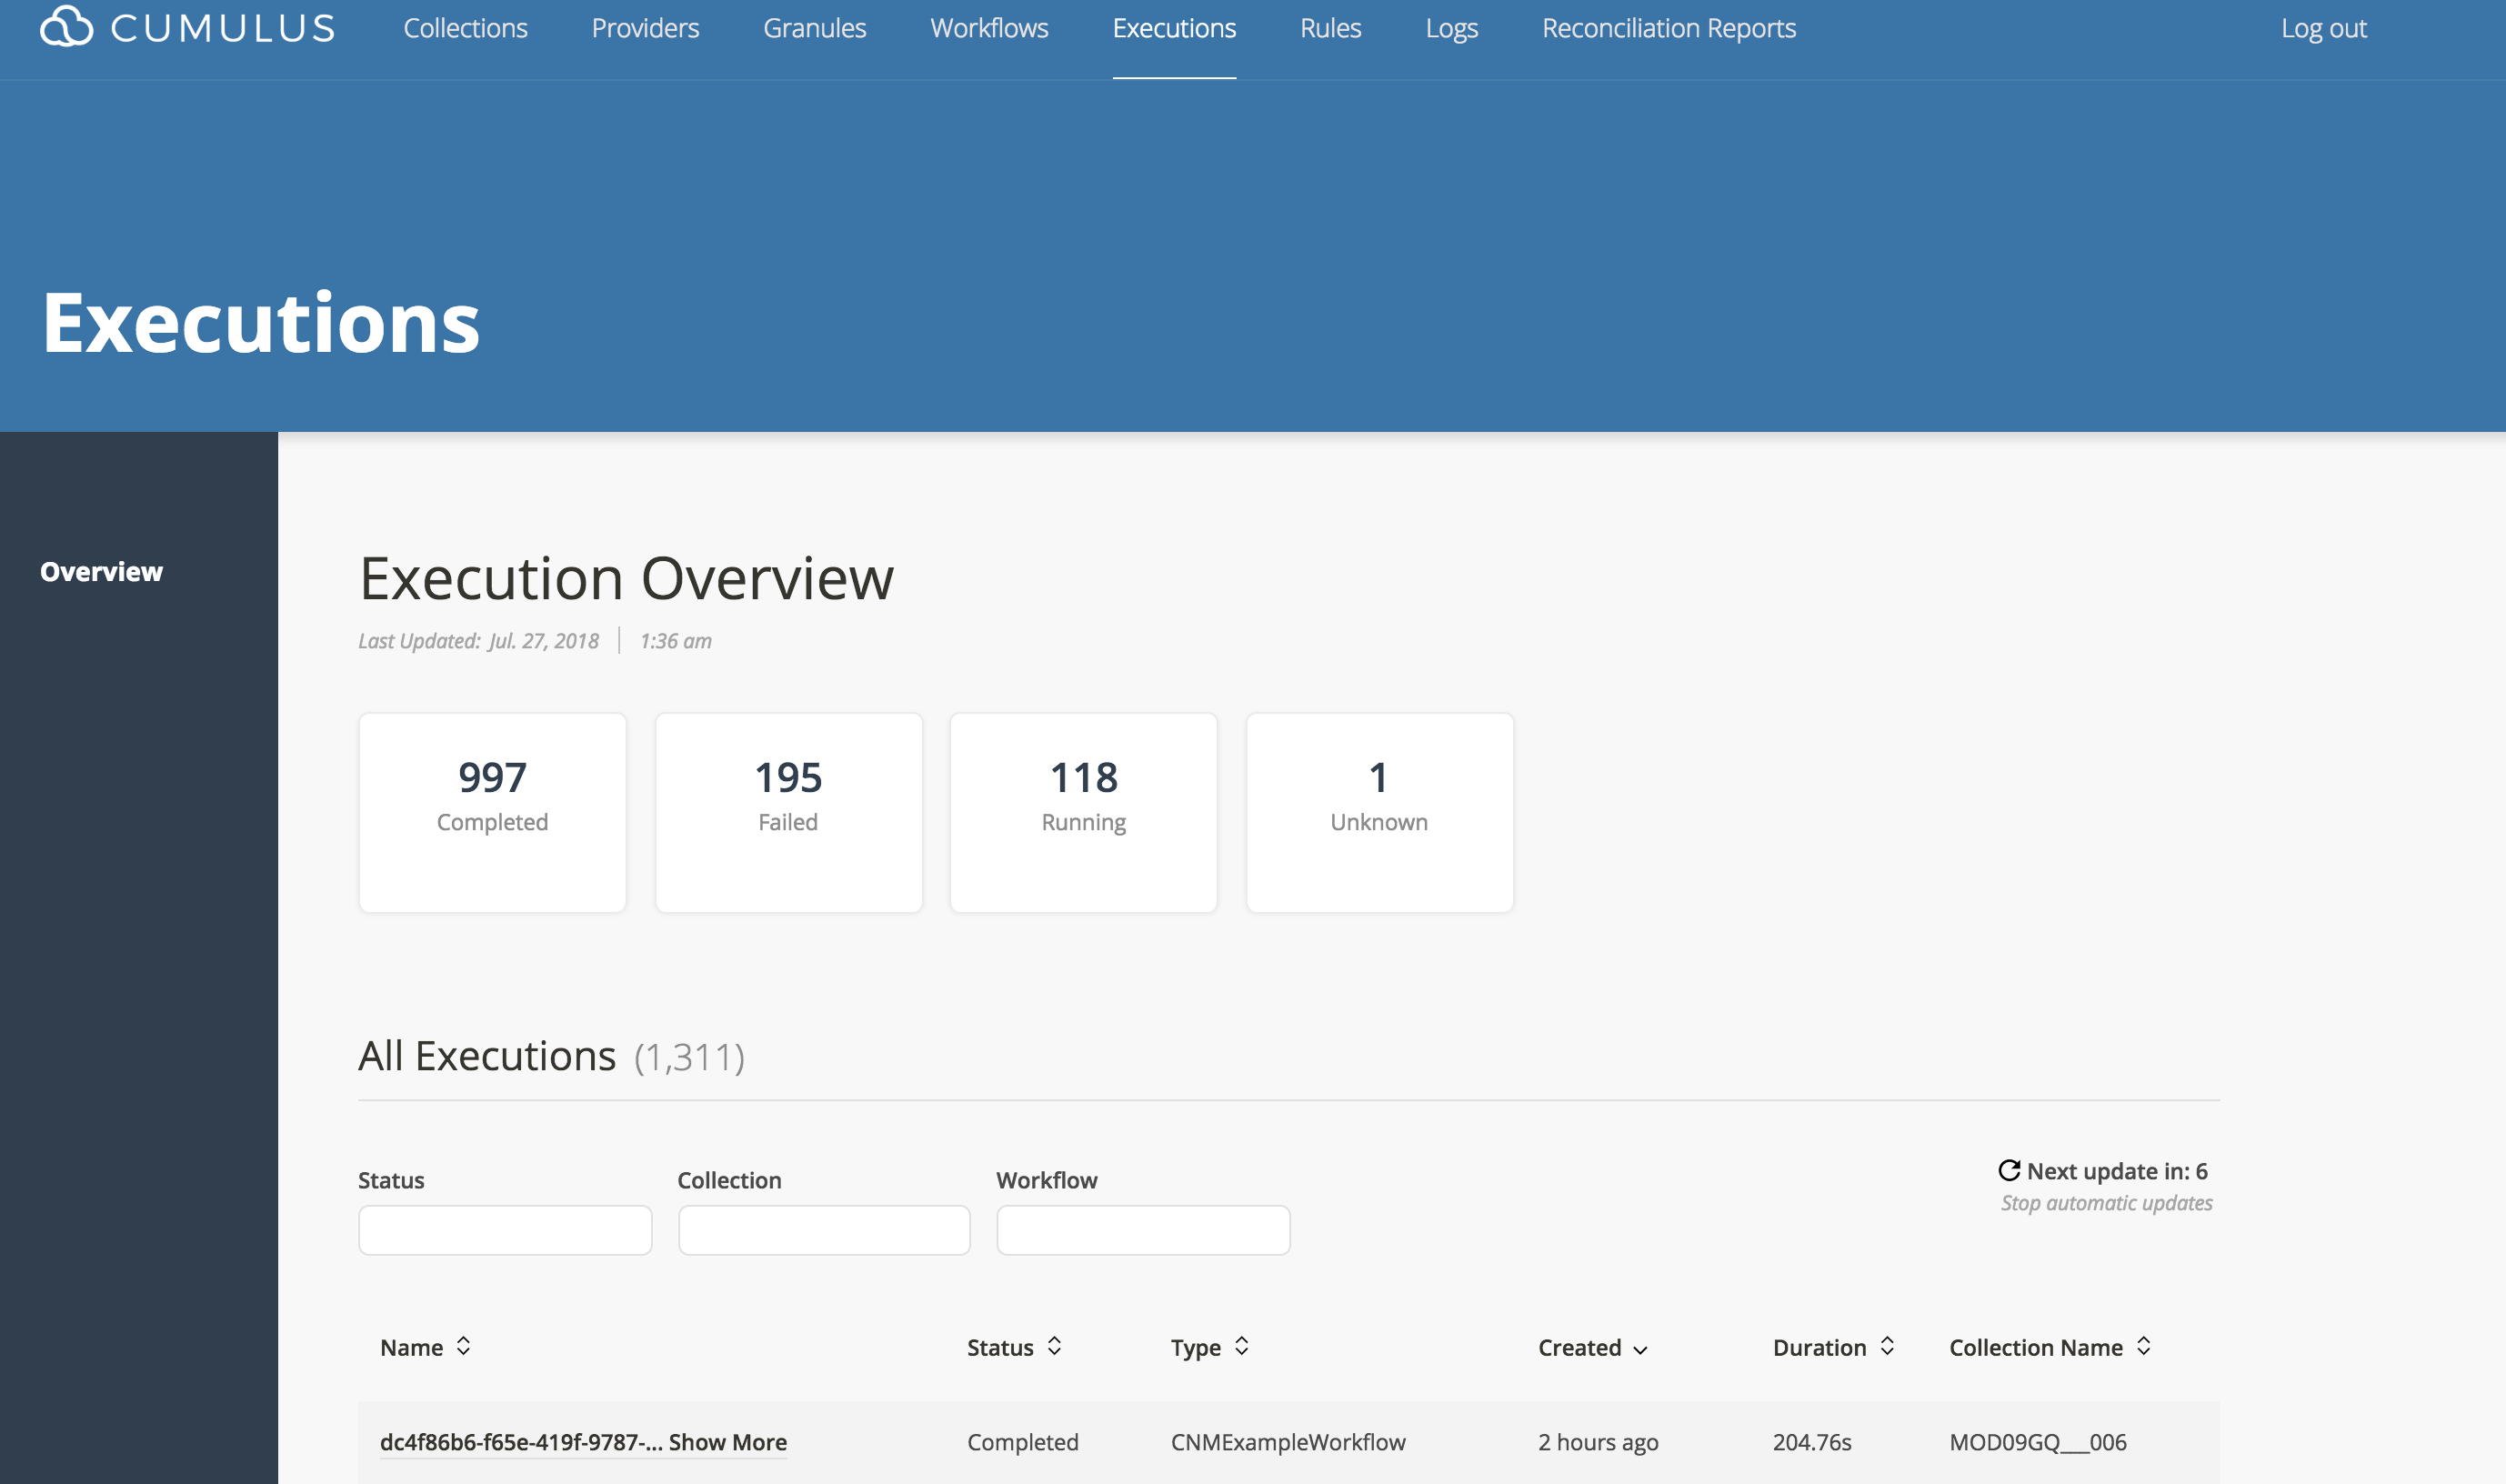 CUMULUS Collections Providers Granules Workflows Executions Rules Logs Reconciliation Reports Log out
Executions
Overview
Execution Overview
Last Updated: Jul. 27, 2018 1:36 am
997 195 118 1
Completed Failed Running Unknown
All Executions (1,311)
Status Collection Workflow
Next update in: 6
Stop automatic updates
Name Status Type Created Duration Collection Name
dc4f86b6-f65e-419f-9787-... Show More Completed CNMExampleWorkflow 2 hours ago 204.76s MOD09GQ___006